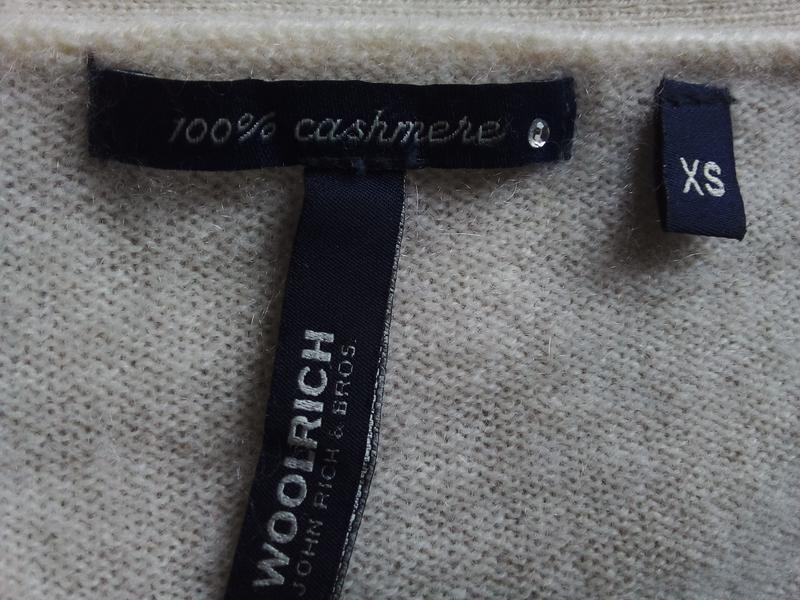 100% cashmere
XS
WOOLRICH
JOHN RICH & BROS.